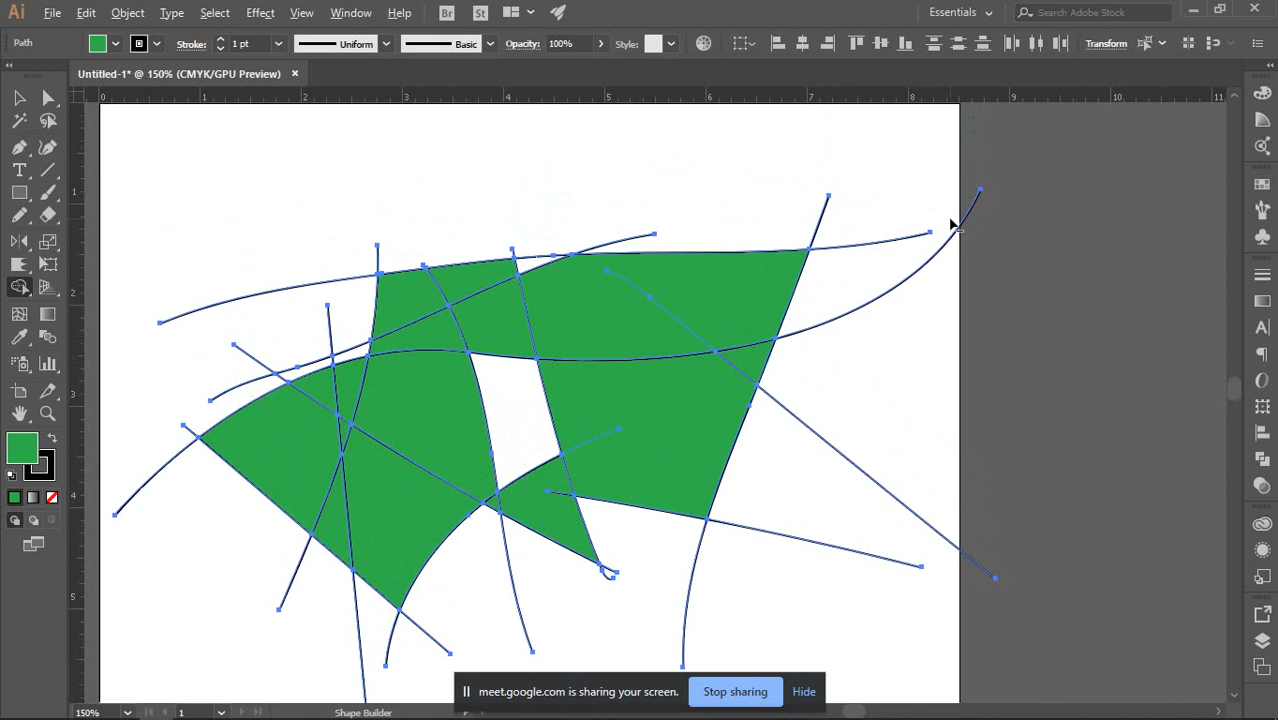 Ai File Edit Object Type Select Effect View Window Help Br St Essentials Search Adobe Stock
Path Stroke: 1 pt Uniform Basic Opacity: 100% Style: Transform
Untitled-1* @ 150% (CMYK/GPU Preview) ×
0 1 2 3 4 5 6 7 8 9 10 11
1
2
3
4
5
meet.google.com is sharing your screen. Stop sharing Hide
150% 1 Shape Builder